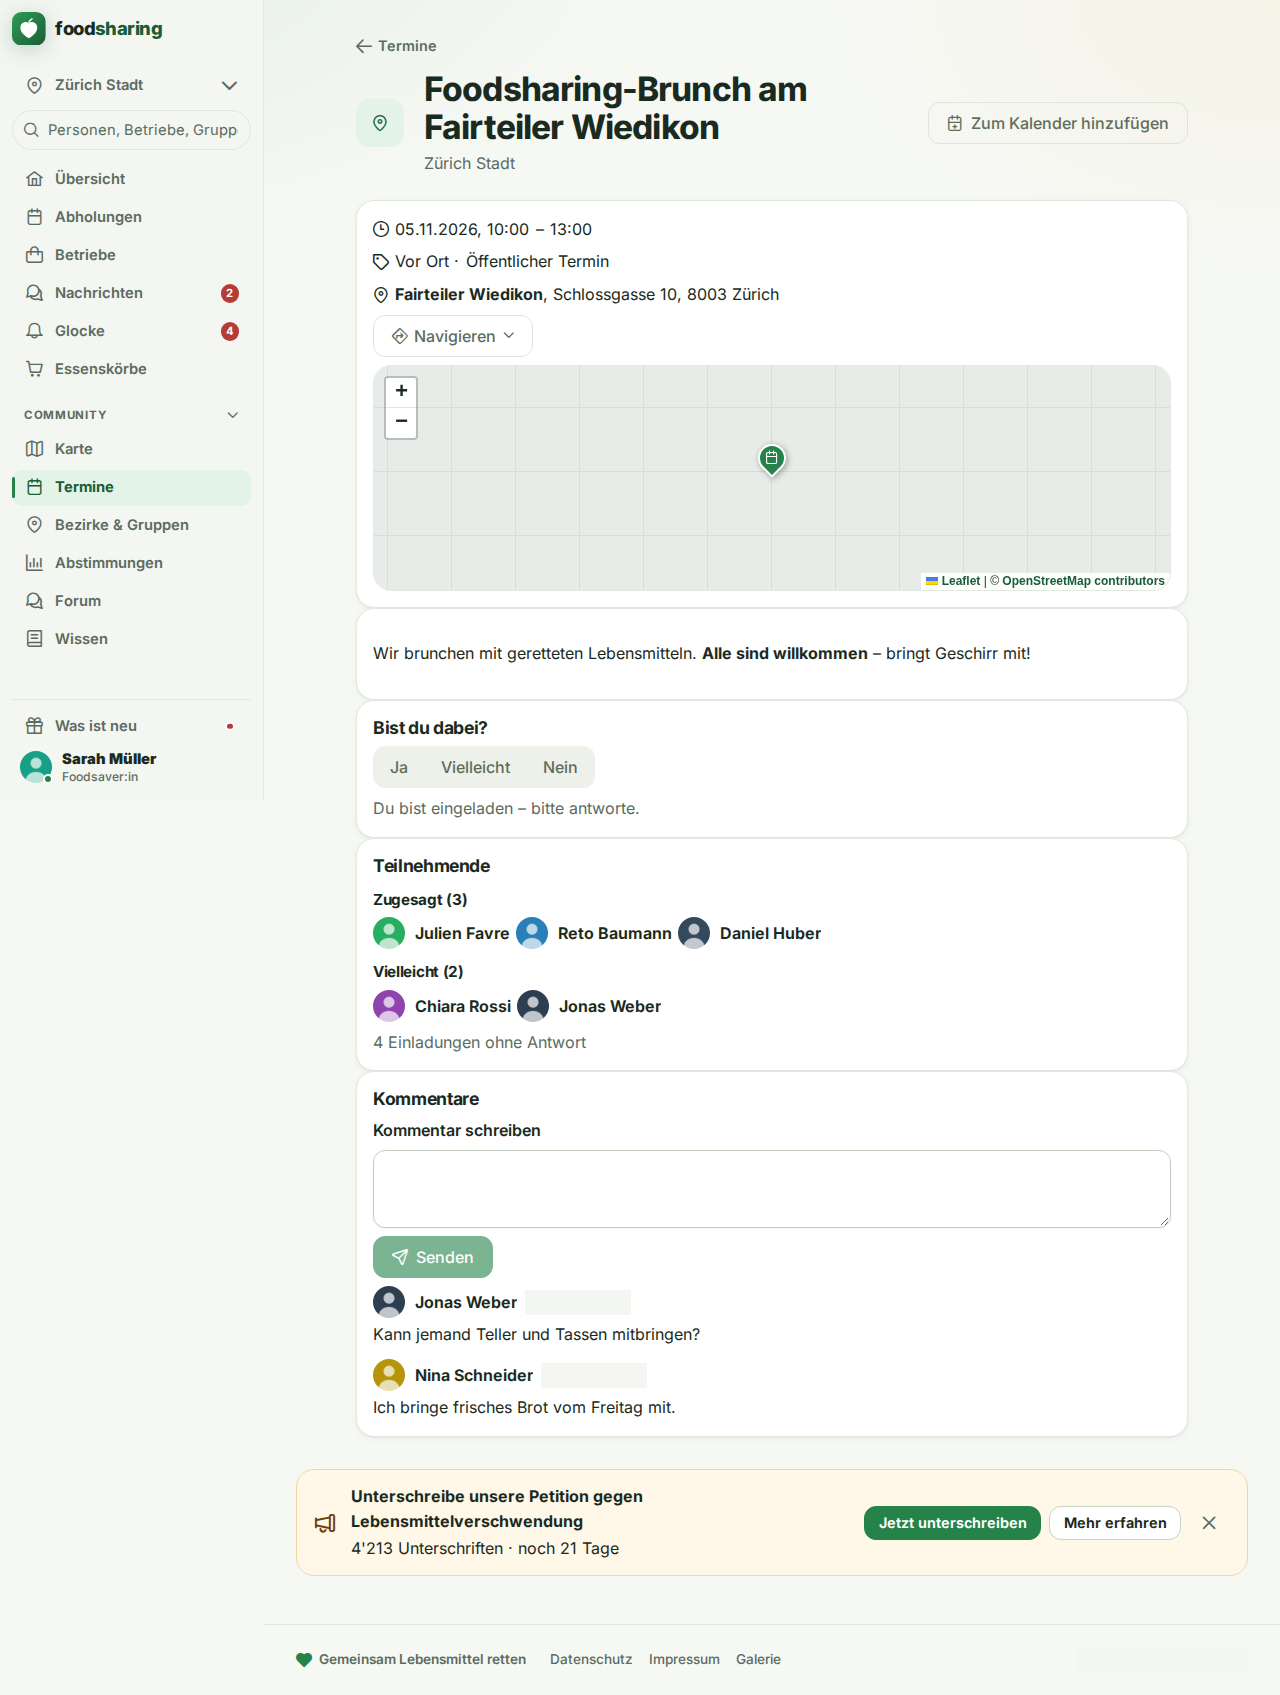 foodsharing
Zürich Stadt
Personen, Betriebe, Grupp
Übersicht
Abholungen
Betriebe
Nachrichten 2
Glocke 4
Essenskörbe
COMMUNITY
Karte
Termine
Bezirke & Gruppen
Abstimmungen
Forum
Wissen
Was ist neu
Sarah Müller
Foodsaver:in
Termine
Foodsharing-Brunch am
Fairteiler Wiedikon
Zürich Stadt
Zum Kalender hinzufügen
05.11.2026, 10:00 – 13:00
Vor Ort · Öffentlicher Termin
Fairteiler Wiedikon, Schlossgasse 10, 8003 Zürich
Navigieren
+
−
Leaflet | © OpenStreetMap contributors
Wir brunchen mit geretteten Lebensmitteln. Alle sind willkommen – bringt Geschirr mit!
Bist du dabei?
Ja Vielleicht Nein
Du bist eingeladen – bitte antworte.
Teilnehmende
Zugesagt (3)
Julien Favre Reto Baumann Daniel Huber
Vielleicht (2)
Chiara Rossi Jonas Weber
4 Einladungen ohne Antwort
Kommentare
Kommentar schreiben
Senden
Jonas Weber
Kann jemand Teller und Tassen mitbringen?
Nina Schneider
Ich bringe frisches Brot vom Freitag mit.
Unterschreibe unsere Petition gegen
Lebensmittelverschwendung
4'213 Unterschriften · noch 21 Tage
Jetzt unterschreiben
Mehr erfahren
Gemeinsam Lebensmittel retten Datenschutz Impressum Galerie